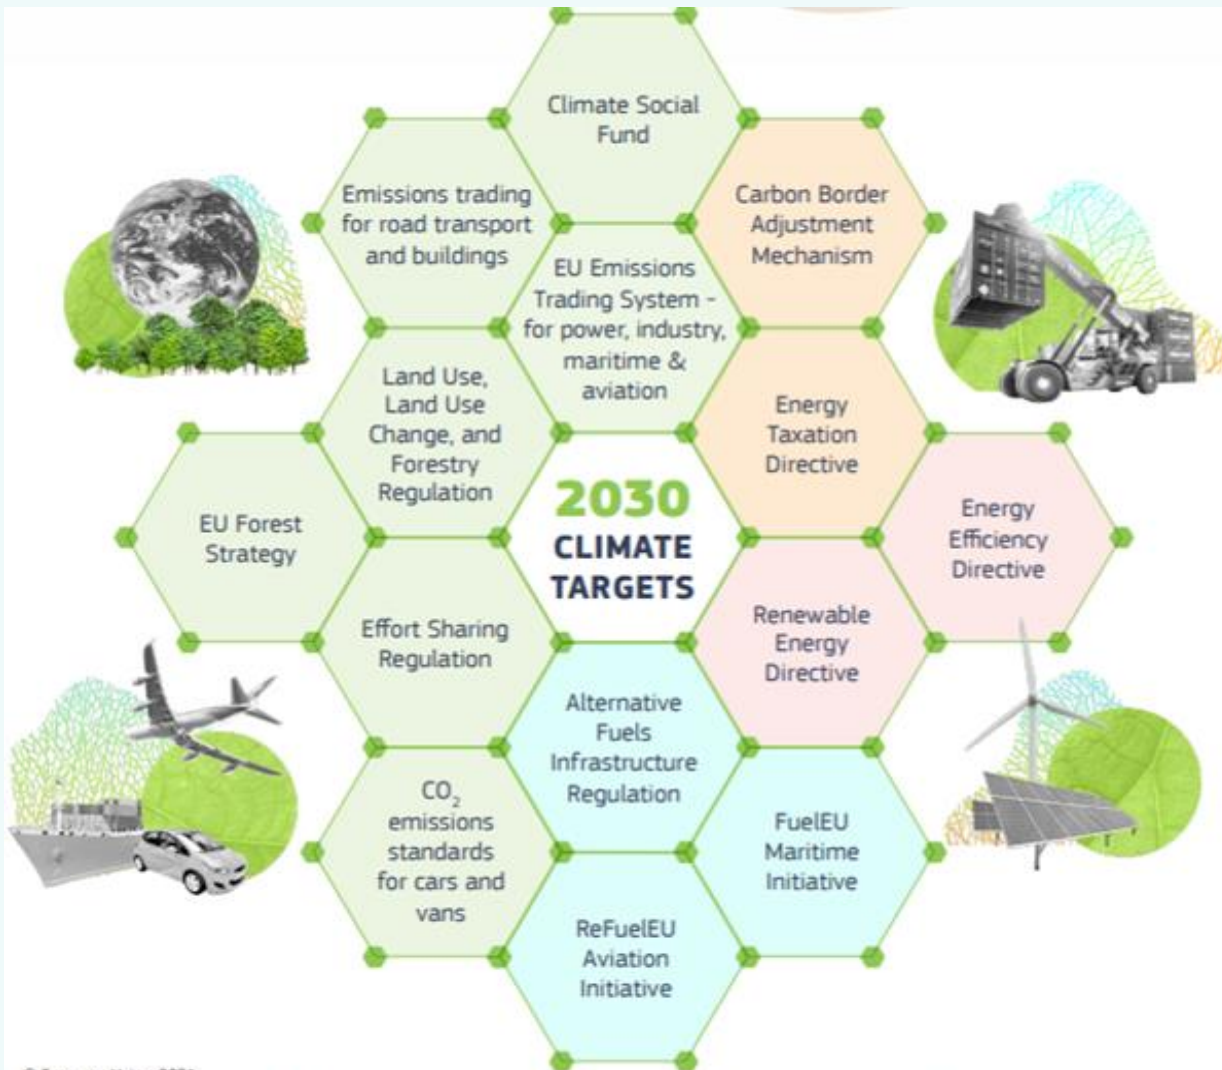 Climate Social
Fund
Emissions trading
for road transport
and buildings
Carbon Border
Adjustment
Mechanism
EU Emissions
Trading System -
for power, industry,
maritime &
aviation
Land Use,
Land Use
Change, and
Forestry
Regulation
Energy
Taxation
Directive
2030
CLIMATE
TARGETS
EU Forest
Strategy
Energy
Efficiency
Directive
Effort Sharing
Regulation
Renewable
Energy
Directive
Alternative
Fuels
Infrastructure
Regulation
CO₂
emissions
standards
for cars and
vans
FuelEU
Maritime
Initiative
ReFuelEU
Aviation
Initiative